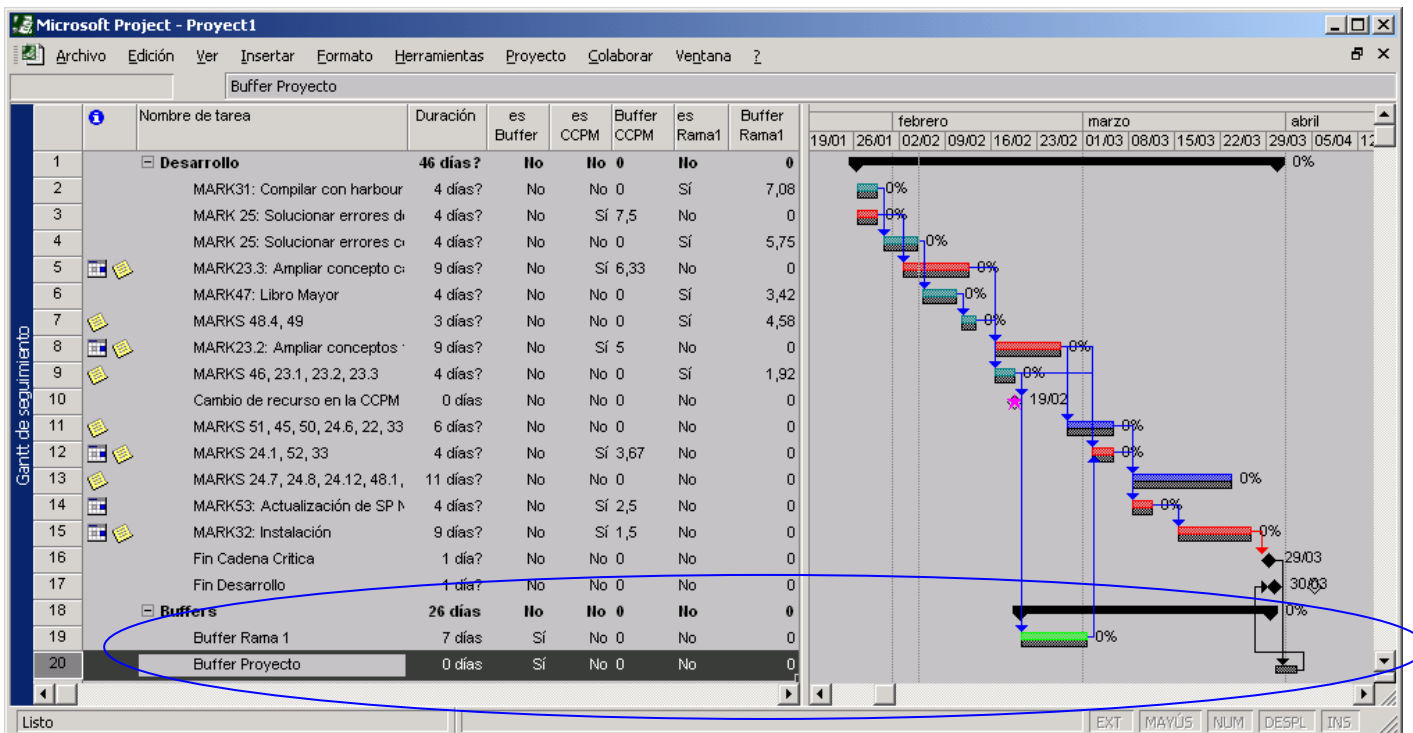 Microsoft Project - Proyect1
Archivo Edición Ver Insertar Formato Herramientas Proyecto Colaborar Ventana ?
Buffer Proyecto
Nombre de tarea Duración es Buffer es CCPM Buffer CCPM es Rama1 Buffer Rama1
febrero marzo abril
19/01 26/01 02/02 09/02 16/02 23/02 01/03 08/03 15/03 22/03 29/03 05/04 12
1 Desarrollo 46 días? No No 0 No 0 0%
2 MARK31: Compilar con harbour 4 días? No No 0 Sí 7,08 0%
3 MARK 25: Solucionar errores d 4 días? No Sí 7,5 No 0 0%
4 MARK 25: Solucionar errores c 4 días? No No 0 Sí 5,75 0%
5 MARK23.3: Ampliar concepto c 9 días? No Sí 6,33 No 0 0%
6 MARK47: Libro Mayor 4 días? No No 0 Sí 3,42 0%
7 MARKS 48.4, 49 3 días? No No 0 Sí 4,58 0%
8 MARK23.2: Ampliar conceptos 9 días? No Sí 5 No 0 0%
9 MARKS 46, 23.1, 23.2, 23.3 4 días? No No 0 Sí 1,92 0%
10 Cambio de recurso en la CCPM 0 días No No 0 No 0 19/02
11 MARKS 51, 45, 50, 24.6, 22, 33 6 días? No No 0 No 0 0%
12 MARKS 24.1, 52, 33 4 días? No Sí 3,67 No 0 0%
13 MARKS 24.7, 24.8, 24.12, 48.1, 11 días? No No 0 No 0 0%
14 MARK53: Actualización de SP N 4 días? No Sí 2,5 No 0 0%
15 MARK32: Instalación 9 días? No Sí 1,5 No 0 0%
16 Fin Cadena Critica 1 día? No No 0 No 0 29/03
17 Fin Desarrollo 1 día? No No 0 No 0 30/03
18 Buffers 26 días No No 0 No 0 0%
19 Buffer Rama 1 7 días Sí No 0 No 0 0%
20 Buffer Proyecto 0 días Sí No 0 No 0
Gantt de seguimiento
Listo EXT MAYÚS NUM DESPL INS